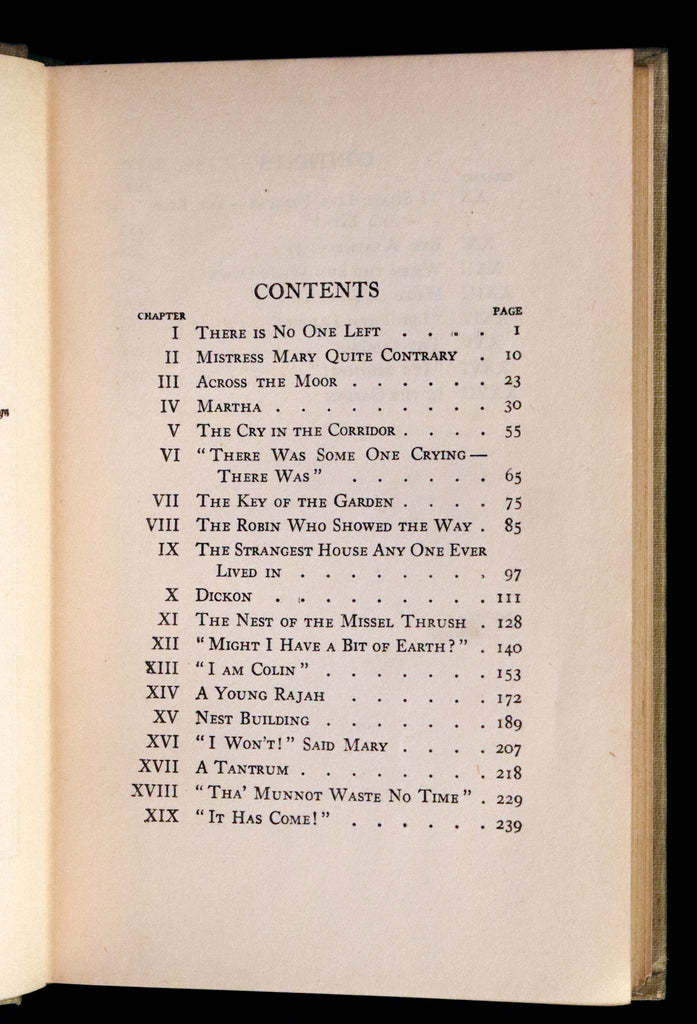 CONTENTS
CHAPTER PAGE
I THERE IS NO ONE LEFT . . . . 1
II MISTRESS MARY QUITE CONTRARY . 10
III ACROSS THE MOOR . . . . . . 23
IV MARTHA . . . . . . . . . 30
V THE CRY IN THE CORRIDOR . . . . 55
VI "THERE WAS SOME ONE CRYING—
THERE WAS" . . . . . . 65
VII THE KEY OF THE GARDEN . . . . 75
VIII THE ROBIN WHO SHOWED THE WAY . 85
IX THE STRANGEST HOUSE ANY ONE EVER
LIVED IN . . . . . . . . 97
X DICKON . . . . . . . . . 111
XI THE NEST OF THE MISSEL THRUSH . 128
XII "MIGHT I HAVE A BIT OF EARTH?" . 140
XIII "I AM COLIN" . . . . . . . 153
XIV A YOUNG RAJAH . . . . . . 172
XV NEST BUILDING . . . . . . . 189
XVI "I WON'T!" SAID MARY . . . . 207
XVII A TANTRUM . . . . . . . . 218
XVIII "THA' MUNNOT WASTE NO TIME" . 229
XIX "IT HAS COME!" . . . . . . 239